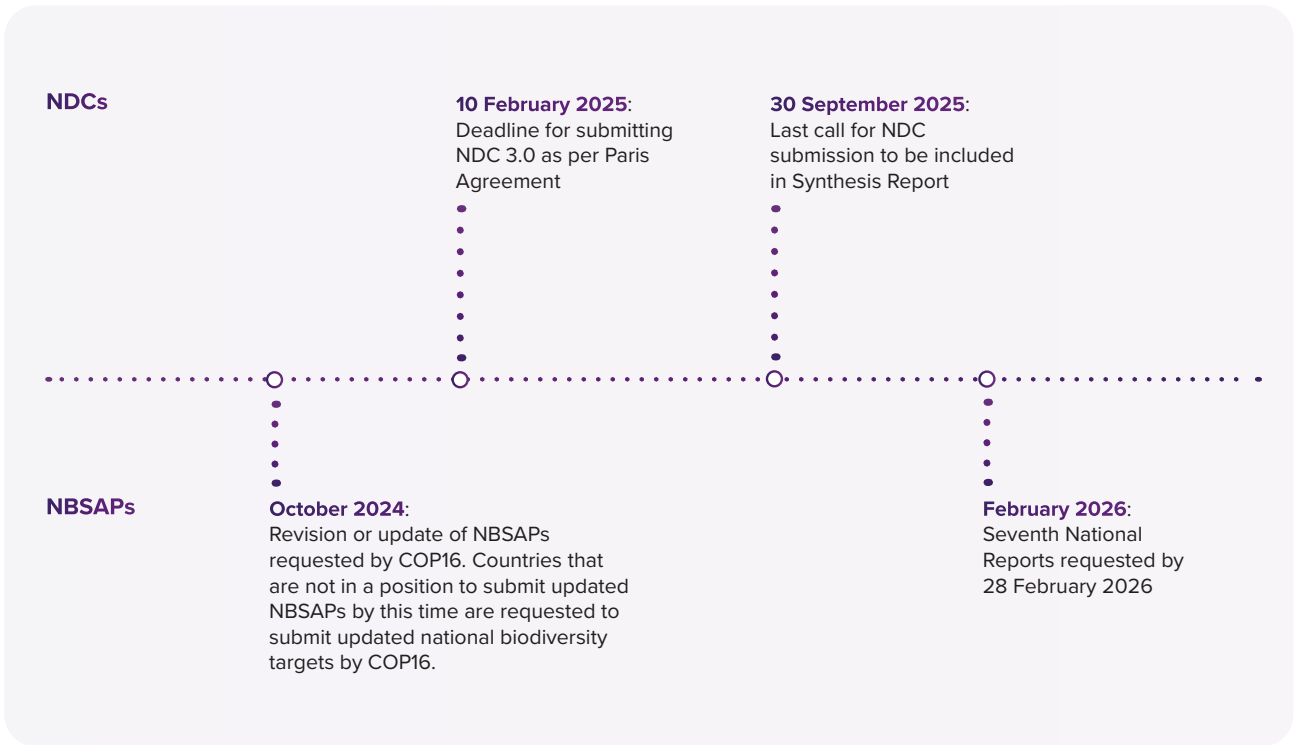 NDCs
10 February 2025:
Deadline for submitting
NDC 3.0 as per Paris
Agreement
30 September 2025:
Last call for NDC
submission to be included
in Synthesis Report
NBSAPs
October 2024:
Revision or update of NBSAPs
requested by COP16. Countries that
are not in a position to submit updated
NBSAPs by this time are requested to
submit updated national biodiversity
targets by COP16.
February 2026:
Seventh National
Reports requested by
28 February 2026